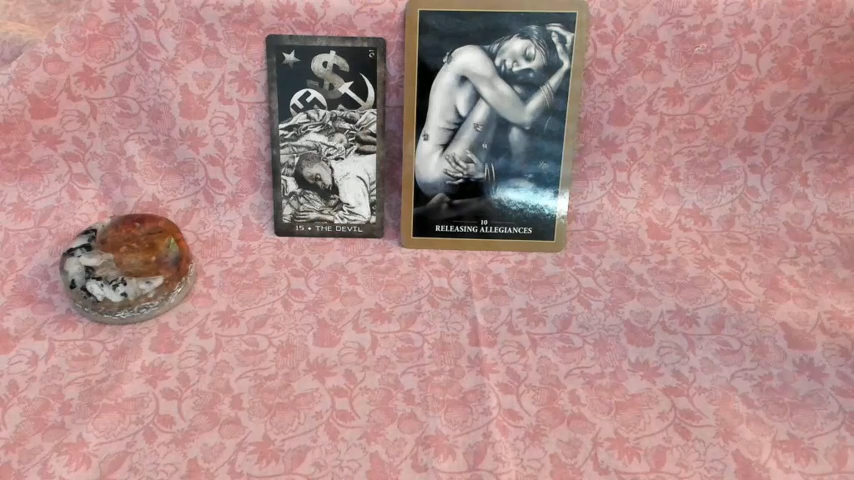 $
15 ★ THE DEVIL
10
RELEASING ALLEGIANCES